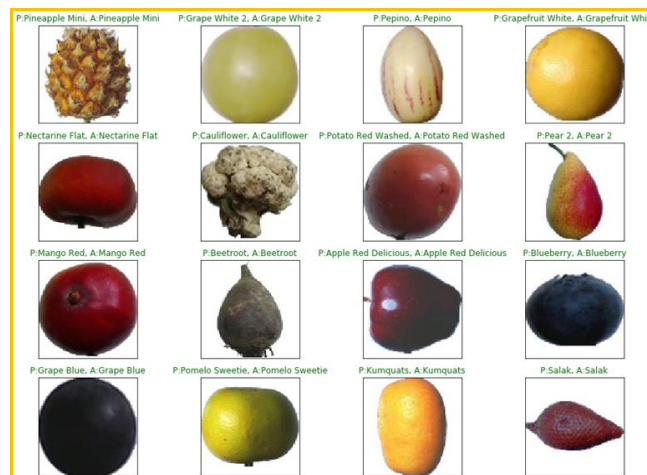 P:Pineapple Mini, A:Pineapple Mini
P:Grape White 2, A:Grape White 2
P:Pepino, A:Pepino
P:Grapefruit White, A:Grapefruit Whi
P:Nectarine Flat, A:Nectarine Flat
P:Cauliflower, A:Cauliflower
P:Potato Red Washed, A:Potato Red Washed
P:Pear 2, A:Pear 2
P:Mango Red, A:Mango Red
P:Beetroot, A:Beetroot
P:Apple Red Delicious, A:Apple Red Delicious
P:Blueberry, A:Blueberry
P:Grape Blue, A:Grape Blue
P:Pomelo Sweetie, A:Pomelo Sweetie
P:Kumquats, A:Kumquats
P:Salak, A:Salak